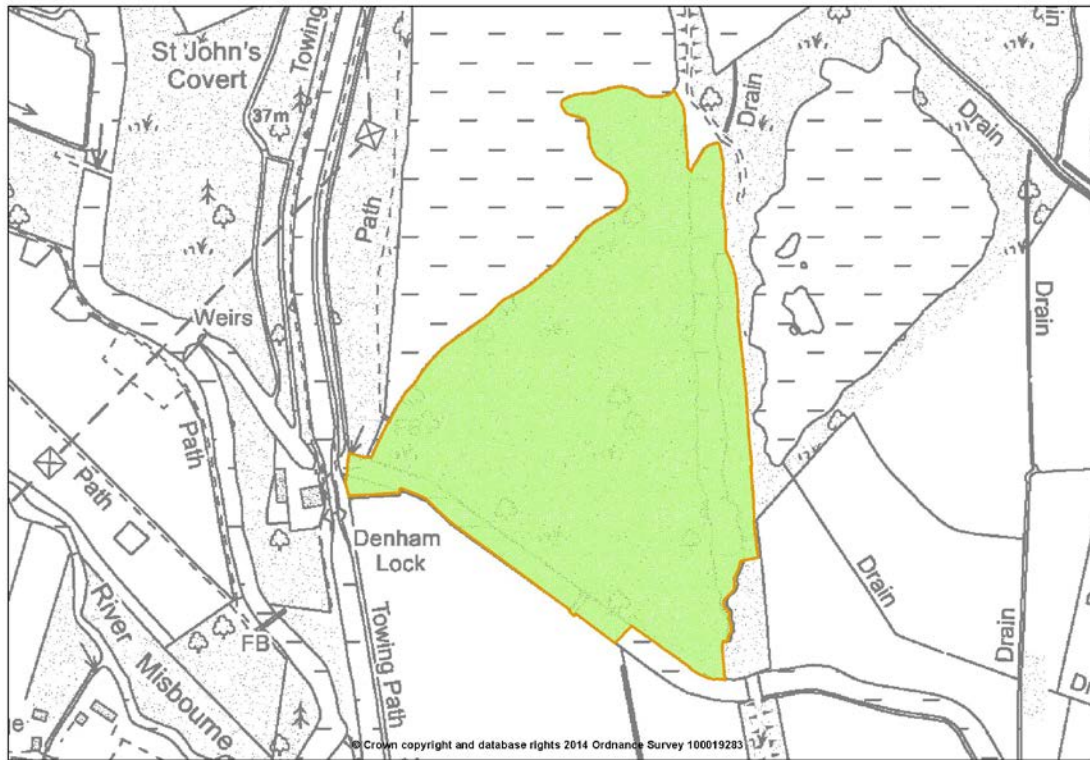 St John's
Covert
Towing
37m
Path
Drain
Drain
Drain
Weirs
Path
Path
Denham
Lock
Drain
Drain
River
Misbourne
FB
Towing Path
© Crown copyright and database rights 2014 Ordnance Survey 100019283